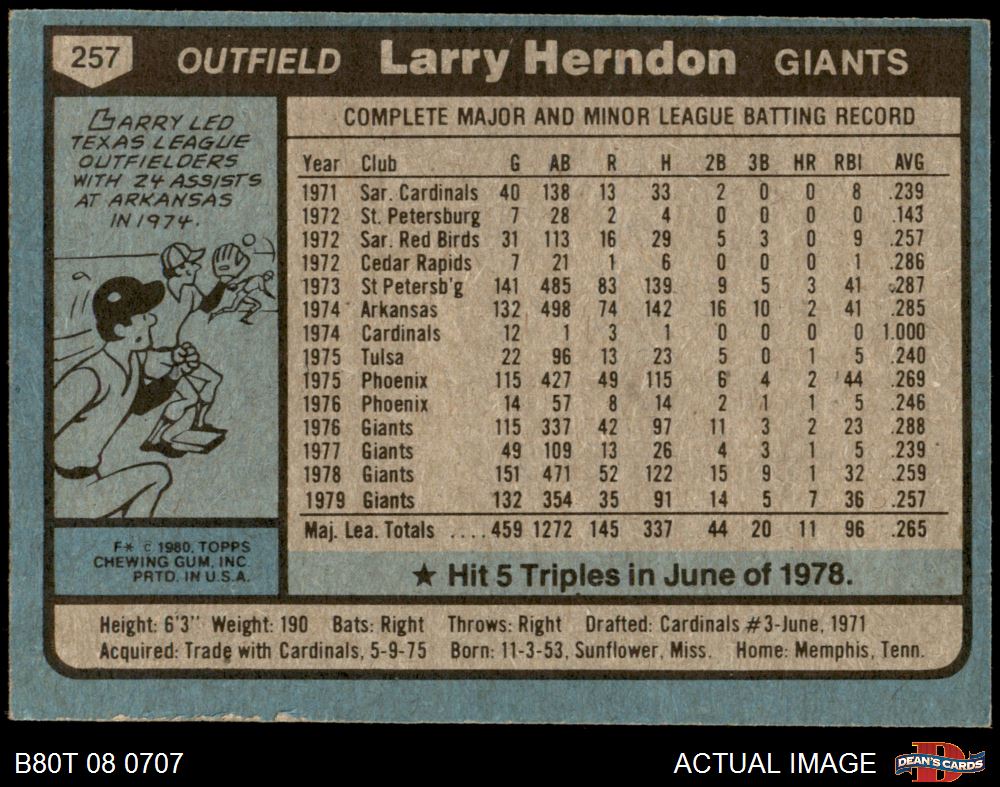 257 OUTFIELD Larry Herndon GIANTS
LARRY LED
TEXAS LEAGUE
OUTFIELDERS
WITH 24 ASSISTS
AT ARKANSAS
IN 1974.
F* © 1980, TOPPS
CHEWING GUM, INC.
PRTD. IN U.S.A.
COMPLETE MAJOR AND MINOR LEAGUE BATTING RECORD
Year Club G AB R H 2B 3B HR RBI AVG
1971 Sar. Cardinals 40 138 13 33 2 0 0 8 .239
1972 St. Petersburg 7 28 2 4 0 0 0 0 .143
1972 Sar. Red Birds 31 113 16 29 5 3 0 9 .257
1972 Cedar Rapids 7 21 1 6 0 0 0 1 .286
1973 St Petersb'g 141 485 83 139 9 5 3 41 .287
1974 Arkansas 132 498 74 142 16 10 2 41 .285
1974 Cardinals 12 1 3 1 0 0 0 0 1.000
1975 Tulsa 22 96 13 23 5 0 1 5 .240
1975 Phoenix 115 427 49 115 6 4 2 44 .269
1976 Phoenix 14 57 8 14 2 1 1 5 .246
1976 Giants 115 337 42 97 11 3 2 23 .288
1977 Giants 49 109 13 26 4 3 1 5 .239
1978 Giants 151 471 52 122 15 9 1 32 .259
1979 Giants 132 354 35 91 14 5 7 36 .257
Maj. Lea. Totals .... 459 1272 145 337 44 20 11 96 .265
★ Hit 5 Triples in June of 1978.
Height: 6'3" Weight: 190 Bats: Right Throws: Right Drafted: Cardinals #3-June, 1971
Acquired: Trade with Cardinals, 5-9-75 Born: 11-3-53, Sunflower, Miss. Home: Memphis, Tenn.
B80T 08 0707 ACTUAL IMAGE D DEAN'S CARDS